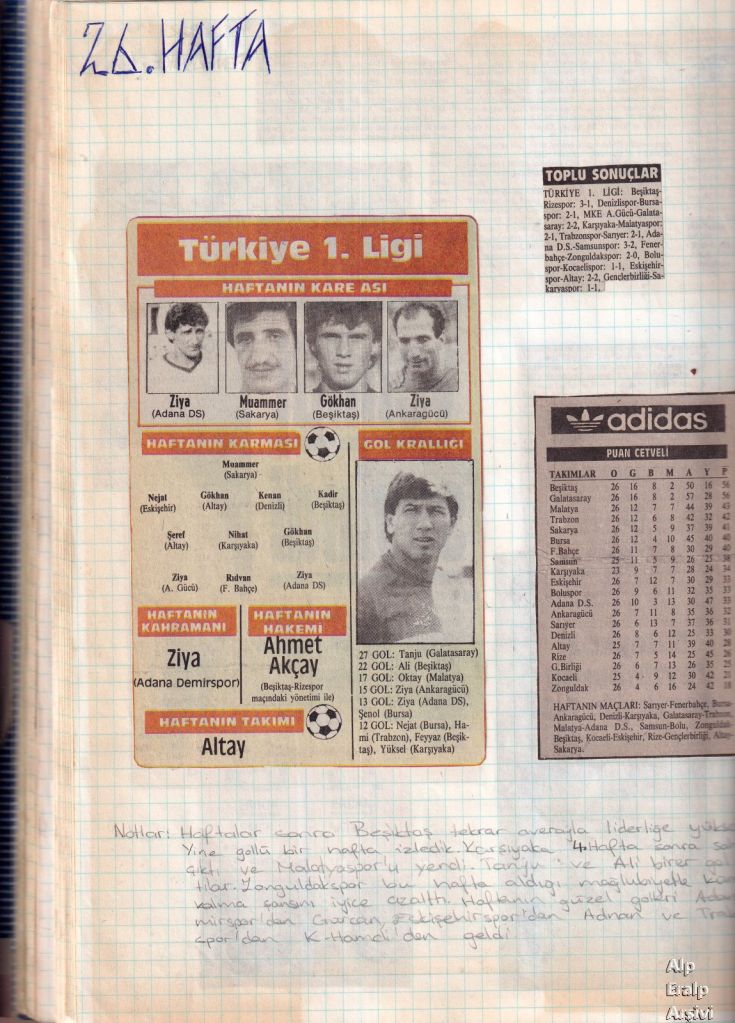 26. HAFTA
TOPLU SONUÇLAR
TÜRKİYE 1. LİGİ: Beşiktaş-
Rizespor: 3-1, Denizlispor-Bursa-
spor: 2-1, MKE A.Gücü-Galata-
saray: 2-2, Karşıyaka-Malatyaspor:
2-1, Trabzonspor-Sarıyer: 2-1, Ada-
na D.S.-Samsunspor: 3-2, Fener-
bahçe-Zonguldakspor: 2-0, Bolu-
spor-Kocaelispor: 1-1, Eskişehir-
spor-Altay: 2-2, Gençlerbirliği-Sa-
karyaspor: 1-1,
Türkiye 1. Ligi
HAFTANIN KARE ASI
Ziya Muammer Gökhan Ziya
(Adana DS) (Sakarya) (Beşiktaş) (Ankaragücü)
HAFTANIN KARMASI
Muammer
(Sakarya)
Nejat Gökhan Kenan Kadir
(Eskişehir) (Altay) (Denizli) (Beşiktaş)
Şeref Nihat Gökhan
(Altay) (Karşıyaka) (Beşiktaş)
Ziya Rıdvan Ziya
(A. Gücü) (F. Bahçe) (Adana DS)
HAFTANIN
KAHRAMANI
Ziya
(Adana Demirspor)
HAFTANIN
HAKEMİ
Ahmet
Akçay
(Beşiktaş-Rizespor
maçındaki yönetimi ile)
HAFTANIN TAKIMI
Altay
GOL KRALLIĞI
27 GOL: Tanju (Galatasaray)
22 GOL: Ali (Beşiktaş)
17 GOL: Oktay (Malatya)
15 GOL: Ziya (Ankaragücü)
13 GOL: Ziya (Adana DS),
Şenol (Bursa)
12 GOL: Nejat (Bursa), Ha-
mi (Trabzon), Feyyaz (Beşik-
taş), Yüksel (Karşıyaka)
adidas
PUAN CETVELİ
TAKIMLAR O G B M A Y P
Beşiktaş 26 16 8 2 50 16 56
Galatasaray 26 16 8 2 57 28 56
Malatya 26 12 7 7 44 39 43
Trabzon 26 12 6 8 42 32 42
Sakarya 26 12 5 9 37 39 41
Bursa 26 12 4 10 45 40 40
F.Bahçe 26 11 7 8 30 29 40
Samsun 25 11 5 9 26 25 38
Karşıyaka 23 9 7 7 28 24 34
Eskişehir 26 7 12 7 30 29 33
Boluspor 26 9 6 11 32 35 33
Adana D.S. 26 10 3 13 30 47 33
Ankaragücü 26 7 11 8 35 36 32
Sarıyer 26 6 13 7 37 36 31
Denizli 26 8 6 12 25 33 30
Altay 25 7 7 11 39 40 28
Rize 26 7 5 14 25 45 26
G.Birliği 26 6 7 13 26 35 25
Kocaeli 25 4 9 12 30 42
Zonguldak 26 4 6 16 24 42
HAFTANIN MAÇLARI: Sarıyer-Fenerbahçe,
Ankaragücü, Denizli-Karşıyaka, Galatasaray-Trabzon
Malatya-Adana D.S., Samsun-Bolu,
Beşiktaş, Kocaeli-Eskişehir, Rize-Gençlerbirliği,
Sakarya.
Notlar: Haftalar sonra Beşiktaş tekrar averajla liderliğe
Yine gollü bir hafta izledik. Karşıyaka 4. Hafta sonra
çıktı ve Malatyaspor'u yendi. Tanju ve Ali birer gol
tılar. Zonguldakspor bu hafta aldığı mağlubiyetle
kalma şansını iyice azalttı. Haftanın güzel golleri
mirspor'dan Gürcan, Eskişehirspor'dan Adnan ve
spor'dan K. Hamdi'den geldi
Alp
Eralp
Arşivi